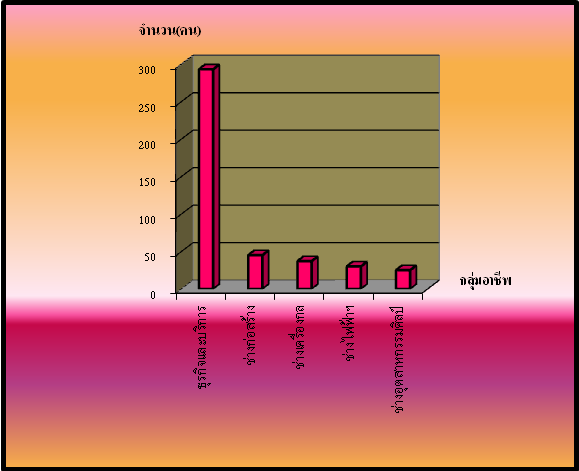 จำนวน(คน)
300
250
200
150
100
50
0
กลุ่มอาชีพ
ธุรกิจและบริการ
ช่างก่อสร้าง
ช่างเครื่องกล
ช่างไฟฟ้าฯ
ช่างอุตสาหกรรมศิลป์